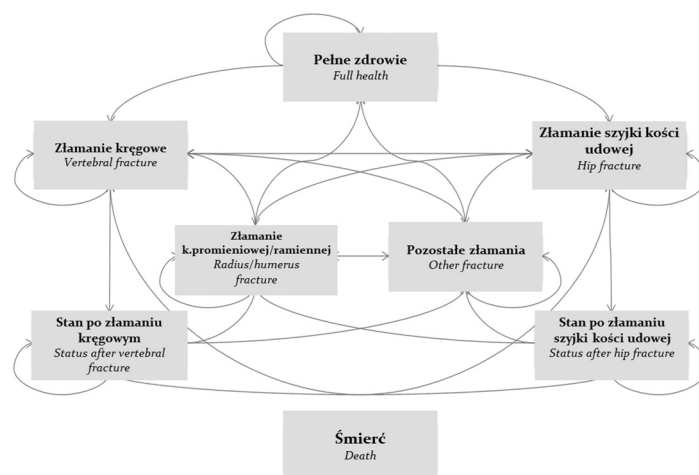 Pełne zdrowie
Full health
Złamanie kręgowe
Vertebral fracture
Złamanie szyjki kości
udowej
Hip fracture
Złamanie
k.promieniowej/ramiennej
Radius/humerus
fracture
Pozostałe złamania
Other fracture
Stan po złamaniu
kręgowym
Status after vertebral
fracture
Stan po złamaniu
szyjki kości udowej
Status after hip fracture
Śmierć
Death